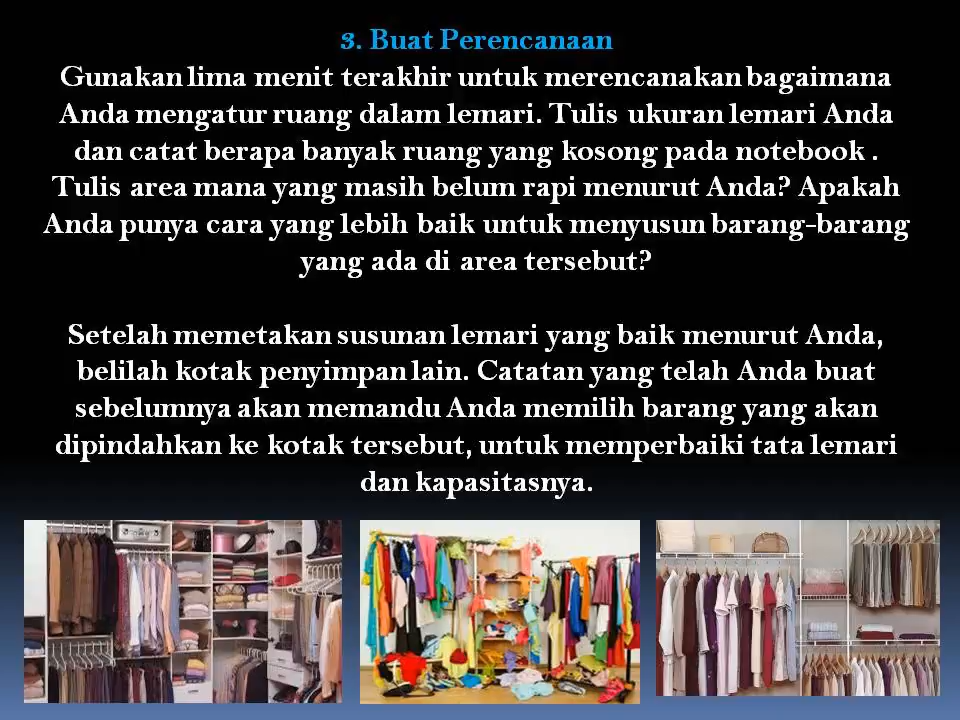 3. Buat Perencanaan
Gunakan lima menit terakhir untuk merencanakan bagaimana
Anda mengatur ruang dalam lemari. Tulis ukuran lemari Anda
dan catat berapa banyak ruang yang kosong pada notebook .
Tulis area mana yang masih belum rapi menurut Anda? Apakah
Anda punya cara yang lebih baik untuk menyusun barang-barang
yang ada di area tersebut?
Setelah memetakan susunan lemari yang baik menurut Anda,
belilah kotak penyimpan lain. Catatan yang telah Anda buat
sebelumnya akan memandu Anda memilih barang yang akan
dipindahkan ke kotak tersebut, untuk memperbaiki tata lemari
dan kapasitasnya.